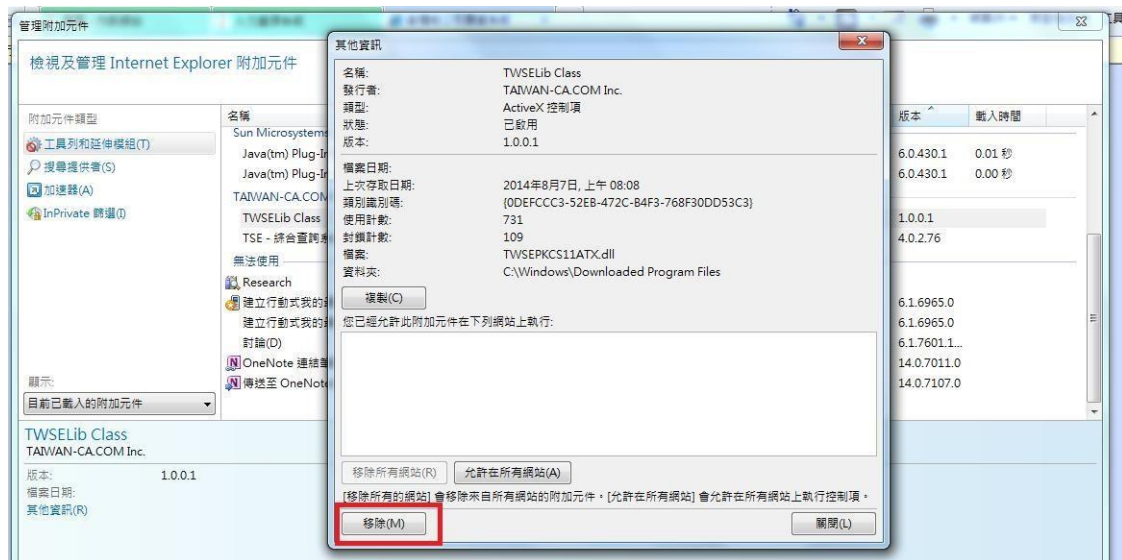 管理附加元件
檢視及管理 Internet Explorer 附加元件
附加元件類型
工具列和延伸模組(T)
搜尋提供者(S)
加速器(A)
InPrivate 篩選(I)
顯示:
目前已載入的附加元件
名稱
版本
載入時間
Sun Microsystems
Java(tm) Plug-In
6.0.430.1
0.01 秒
Java(tm) Plug-In
6.0.430.1
0.00 秒
TAIWAN-CA.COM
TWSELib Class
1.0.0.1
TSE - 綜合查詢
4.0.2.76
無法使用
Research
建立行動式我的
6.1.6965.0
建立行動式我的
6.1.6965.0
討論(D)
6.1.7601.1...
OneNote 連結
14.0.7011.0
傳送至 OneNote
14.0.7107.0
TWSELib Class
TAIWAN-CA.COM Inc.
版本:
1.0.0.1
檔案日期:
其他資訊(R)
其他資訊
名稱:
TWSELib Class
發行者:
TAIWAN-CA.COM Inc.
類型:
ActiveX 控制項
狀態:
已啟用
版本:
1.0.0.1
檔案日期:
上次存取日期:
2014年8月7日, 上午 08:08
類別識別碼:
{0DEFCCC3-52EB-472C-B4F3-768F30DD53C3}
使用計數:
731
封鎖計數:
109
檔案:
TWSEPKCS11ATX.dll
資料夾:
C:\Windows\Downloaded Program Files
複製(C)
您已經允許此附加元件在下列網站上執行:
移除所有網站(R)
允許在所有網站(A)
[移除所有的網站] 會移除來自所有網站的附加元件。[允許在所有網站] 會允許在所有網站上執行控制項。
移除(M)
關閉(L)